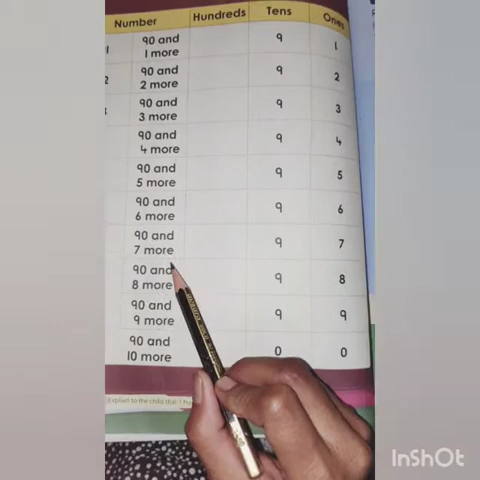 Number Hundreds Tens Ones
1 90 and 9 1
1 more
2 90 and 9 2
2 more
90 and 9 3
3 more
90 and 9 4
4 more
90 and 9 5
5 more
90 and 9 6
6 more
90 and 9 7
7 more
90 and 9 8
8 more
90 and 9 9
9 more
90 and 0 0
10 more
Explain to the child that
InShOt